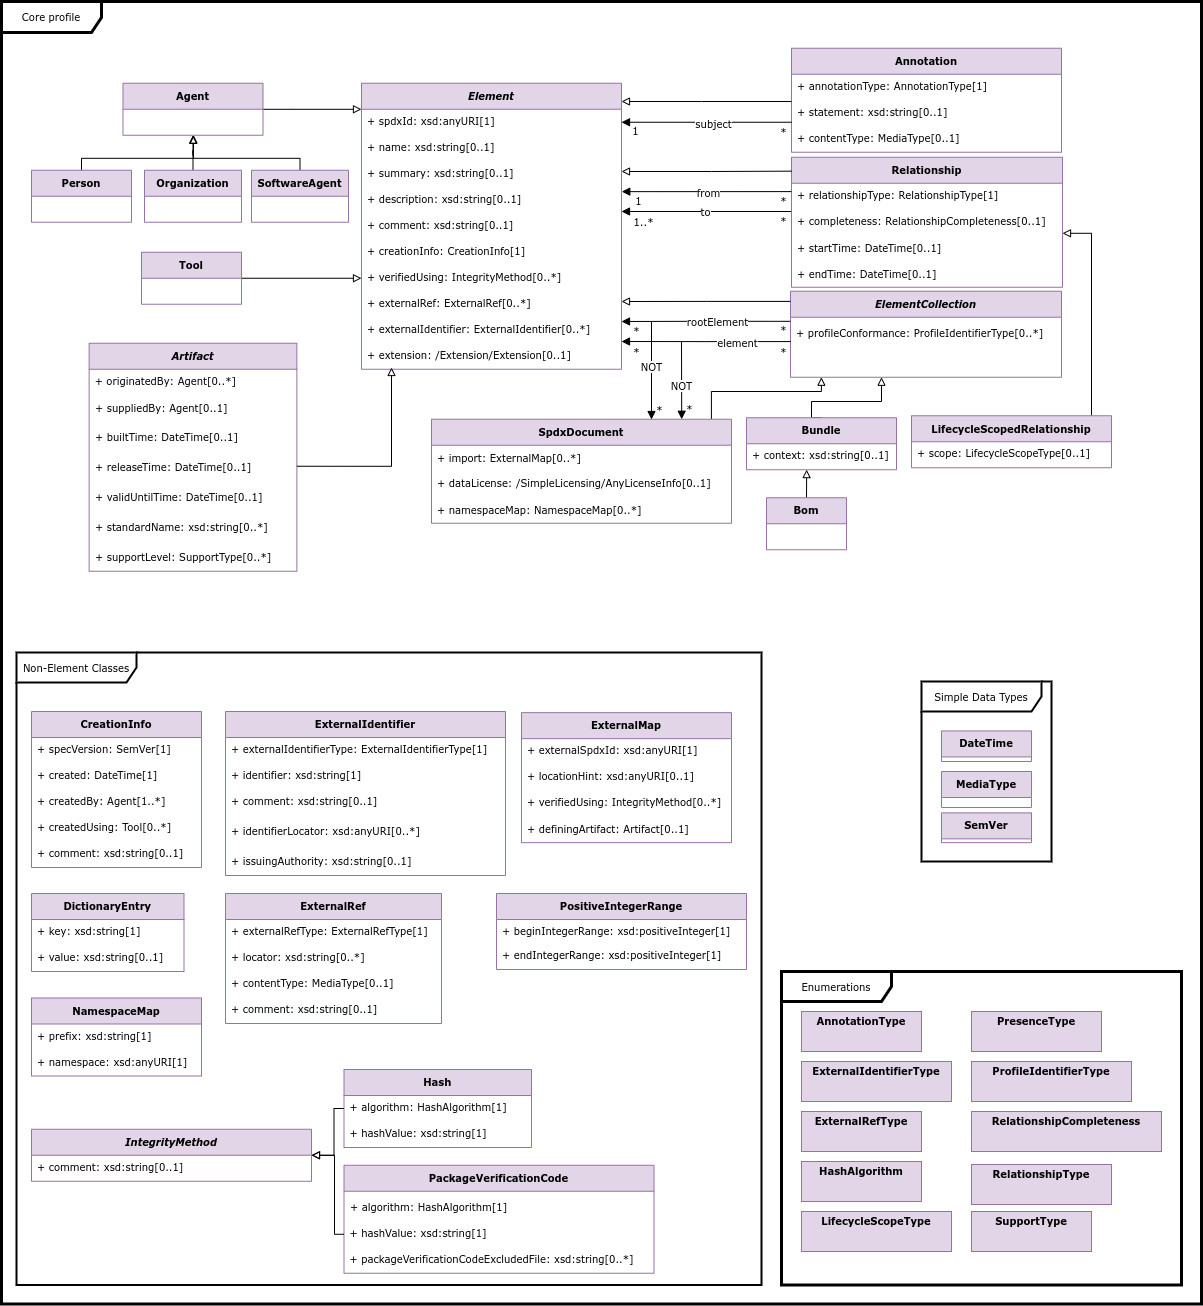 Core profile
Agent
Person
Organization
SoftwareAgent
Tool
Artifact
+ originatedBy: Agent[0..*]
+ suppliedBy: Agent[0..1]
+ builtTime: DateTime[0..1]
+ releaseTime: DateTime[0..1]
+ validUntilTime: DateTime[0..1]
+ standardName: xsd:string[0..*]
+ supportLevel: SupportType[0..*]
Element
+ spdxId: xsd:anyURI[1]
+ name: xsd:string[0..1]
+ summary: xsd:string[0..1]
+ description: xsd:string[0..1]
+ comment: xsd:string[0..1]
+ creationInfo: CreationInfo[1]
+ verifiedUsing: IntegrityMethod[0..*]
+ externalRef: ExternalRef[0..*]
+ externalIdentifier: ExternalIdentifier[0..*]
+ extension: /Extension/Extension[0..1]
subject
1
*
from
1
*
to
1..*
*
rootElement
*
*
element
*
*
NOT
*
NOT
*
Annotation
+ annotationType: AnnotationType[1]
+ statement: xsd:string[0..1]
+ contentType: MediaType[0..1]
Relationship
+ relationshipType: RelationshipType[1]
+ completeness: RelationshipCompleteness[0..1]
+ startTime: DateTime[0..1]
+ endTime: DateTime[0..1]
ElementCollection
+ profileConformance: ProfileIdentifierType[0..*]
SpdxDocument
+ import: ExternalMap[0..*]
+ dataLicense: /SimpleLicensing/AnyLicenseInfo[0..1]
+ namespaceMap: NamespaceMap[0..*]
Bundle
+ context: xsd:string[0..1]
Bom
LifecycleScopedRelationship
+ scope: LifecycleScopeType[0..1]
Non-Element Classes
CreationInfo
+ specVersion: SemVer[1]
+ created: DateTime[1]
+ createdBy: Agent[1..*]
+ createdUsing: Tool[0..*]
+ comment: xsd:string[0..1]
ExternalIdentifier
+ externalIdentifierType: ExternalIdentifierType[1]
+ identifier: xsd:string[1]
+ comment: xsd:string[0..1]
+ identifierLocator: xsd:anyURI[0..*]
+ issuingAuthority: xsd:string[0..1]
ExternalMap
+ externalSpdxId: xsd:anyURI[1]
+ locationHint: xsd:anyURI[0..1]
+ verifiedUsing: IntegrityMethod[0..*]
+ definingArtifact: Artifact[0..1]
DictionaryEntry
+ key: xsd:string[1]
+ value: xsd:string[0..1]
ExternalRef
+ externalRefType: ExternalRefType[1]
+ locator: xsd:string[0..*]
+ contentType: MediaType[0..1]
+ comment: xsd:string[0..1]
PositiveIntegerRange
+ beginIntegerRange: xsd:positiveInteger[1]
+ endIntegerRange: xsd:positiveInteger[1]
NamespaceMap
+ prefix: xsd:string[1]
+ namespace: xsd:anyURI[1]
Hash
+ algorithm: HashAlgorithm[1]
+ hashValue: xsd:string[1]
IntegrityMethod
+ comment: xsd:string[0..1]
PackageVerificationCode
+ algorithm: HashAlgorithm[1]
+ hashValue: xsd:string[1]
+ packageVerificationCodeExcludedFile: xsd:string[0..*]
Simple Data Types
DateTime
MediaType
SemVer
Enumerations
AnnotationType
PresenceType
ExternalIdentifierType
ProfileIdentifierType
ExternalRefType
RelationshipCompleteness
HashAlgorithm
RelationshipType
LifecycleScopeType
SupportType